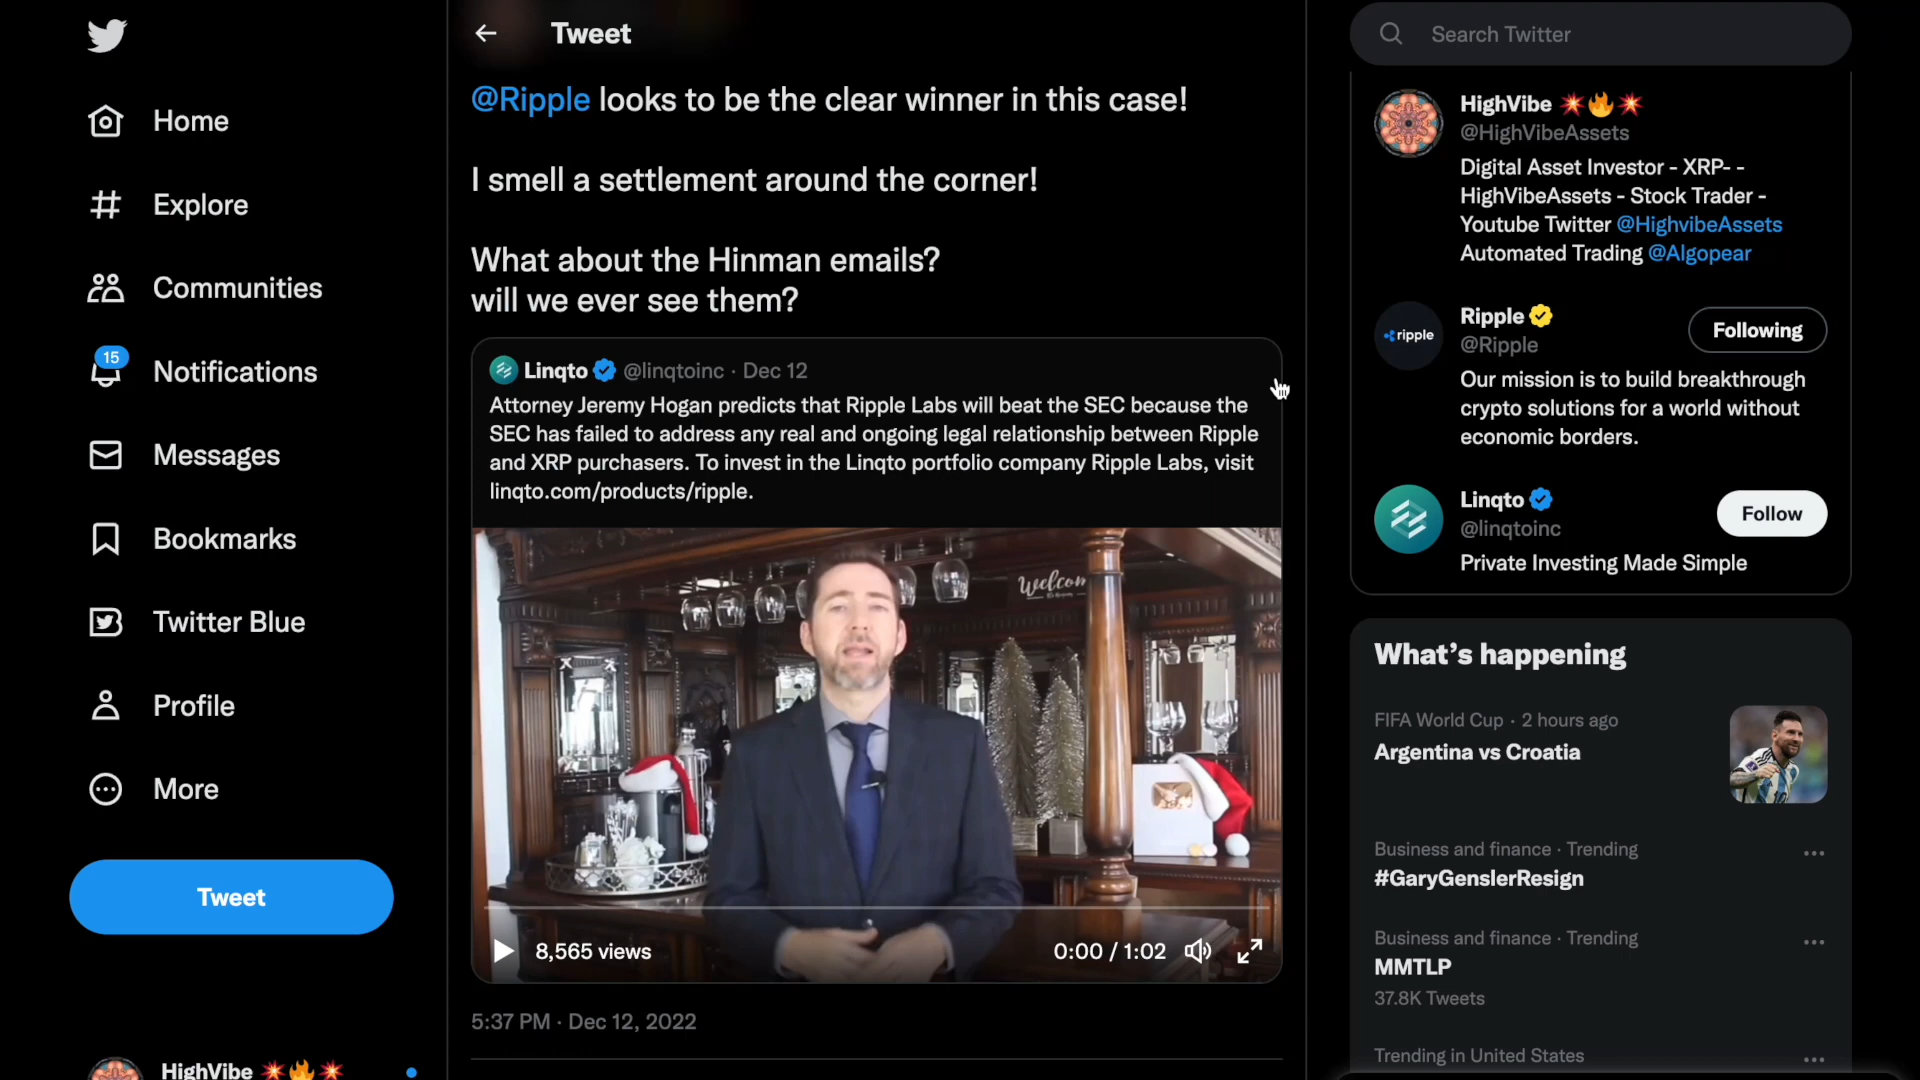 Home
Explore
Communities
15
Notifications
Messages
Bookmarks
Twitter Blue
Profile
More
Tweet
HighVibe 💥🔥💥
Tweet
@Ripple looks to be the clear winner in this case!
I smell a settlement around the corner!
What about the Hinman emails?
will we ever see them?
Linqto @linqtoinc · Dec 12
Attorney Jeremy Hogan predicts that Ripple Labs will beat the SEC because the
SEC has failed to address any real and ongoing legal relationship between Ripple
and XRP purchasers. To invest in the Linqto portfolio company Ripple Labs, visit
linqto.com/products/ripple.
Welcom
8,565 views
0:00 / 1:02
5:37 PM · Dec 12, 2022
Search Twitter
HighVibe 💥🔥💥
@HighVibeAssets
Digital Asset Investor - XRP- -
HighVibeAssets - Stock Trader -
Youtube Twitter @HighvibeAssets
Automated Trading @Algopear
ripple
Ripple
@Ripple
Following
Our mission is to build breakthrough
crypto solutions for a world without
economic borders.
Linqto
@linqtoinc
Follow
Private Investing Made Simple
What's happening
FIFA World Cup · 2 hours ago
Argentina vs Croatia
Business and finance · Trending
#GaryGenslerResign
Business and finance · Trending
MMTLP
37.8K Tweets
Trending in United States